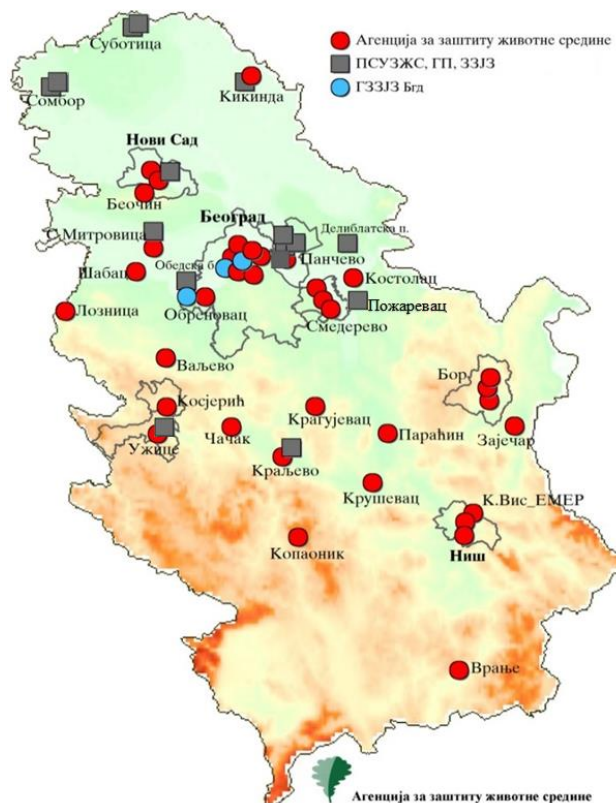 Суботица
Агенција за заштиту животне средине
ПСУЗЖС, ГП, ЗЗЈЗ
ГЗЗЈЗ Бгд
Сомбор
Кикинда
Нови Сад
Беочин
Београд
С.Митровица
Делиблатска п.
Панчево
Шабац
Обедска б.
Костолац
Лозница
Обреновац
Пожаревац
Смедерево
Ваљево
Бор
Косјерић
Крагујевац
Ужице
Чачак
Параћин
Зајечар
Краљево
Крушевац
К.Вис_ЕМЕР
Копаоник
Ниш
Врање
Агенција за заштиту животне средине